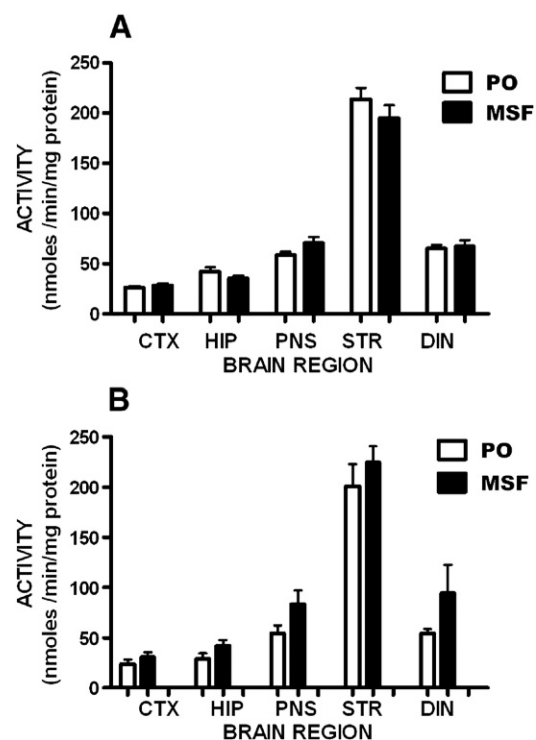 A
250
200
150
100
50
0
ACTIVITY
(nmoles /min/mg protein)
PO
MSF
CTX HIP PNS STR DIN
BRAIN REGION
B
250
200
150
100
50
0
ACTIVITY
(nmoles /min/mg protein)
PO
MSF
CTX HIP PNS STR DIN
BRAIN REGION